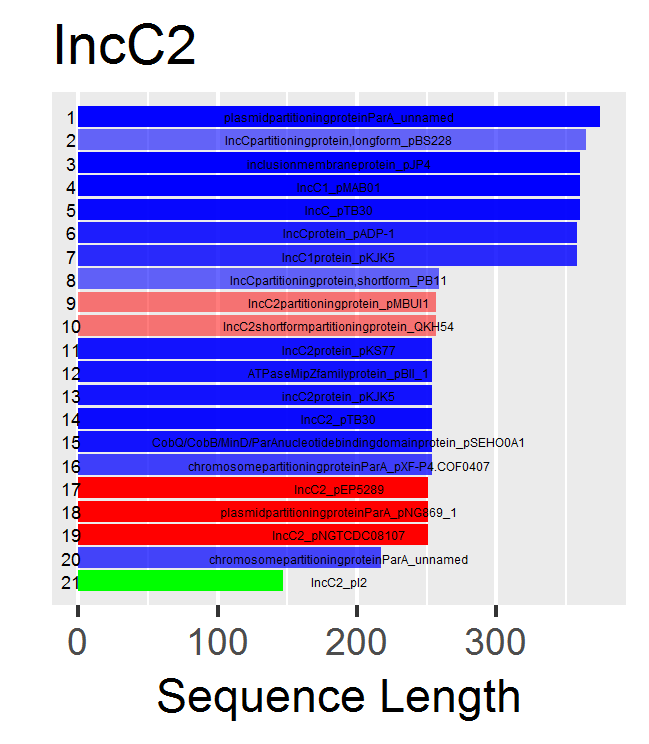 IncC2
1 plasmidpartitioningproteinParA_unnamed
2 IncCpartitioningprotein,longform_pBS228
3 Inclusionmembraneprotein_pJP4
4 IncC1_pMAB01
5 IncC_pTB30
6 IncCprotein_pADP-1
7 IncC1protein_pKJK5
8 IncCpartitioningprotein,shortform_PB11
9 IncC2partitioningprotein_pMBUI1
10 IncC2shortformpartitioningprotein_QKH54
11 IncC2protein_pKS77
12 ATPaseMipZfamilyprotein_pBII_1
13 incC2protein_pKJK5
14 IncC2_pTB30
15 CobQ/CobB/MinD/ParAnucleotidebindingdomainprotein_pSEHO0A1
16 chromosomepartitioningproteinParA_pXF-P4.COF0407
17 IncC2_pEP5289
18 plasmidpartitioningproteinParA_pNG869_1
19 IncC2_pNGTCDC08107
20 chromosomepartitioningproteinParA_unnamed
21 IncC2_pI2
0 100 200 300
Sequence Length